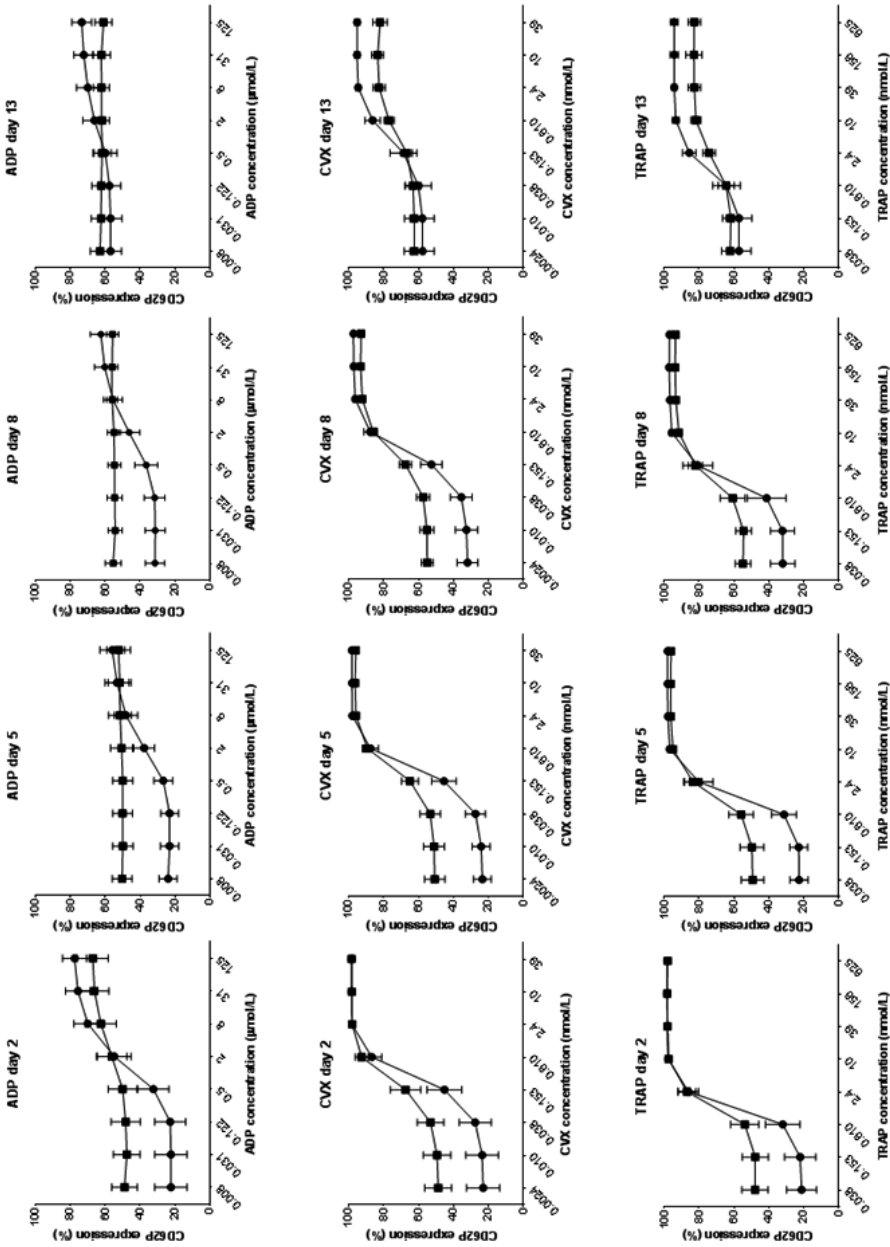 ADP day 2
CD62P expression (%)
100
80
60
40
20
0
0.008 0.031 0.122 0.5 2 8 31 125
ADP concentration (µmol/L)
ADP day 5
CD62P expression (%)
100
80
60
40
20
0
0.008 0.031 0.122 0.5 2 8 31 125
ADP concentration (µmol/L)
ADP day 8
CD62P expression (%)
100
80
60
40
20
0
0.008 0.031 0.122 0.5 2 8 31 125
ADP concentration (µmol/L)
ADP day 13
CD62P expression (%)
100
80
60
40
20
0
0.008 0.031 0.122 0.5 2 8 31 125
ADP concentration (µmol/L)
CVX day 2
CD62P expression (%)
100
80
60
40
20
0
0.0024 0.010 0.038 0.153 0.610 2.4 10 39
CVX concentration (nmol/L)
CVX day 5
CD62P expression (%)
100
80
60
40
20
0
0.0024 0.010 0.038 0.153 0.610 2.4 10 39
CVX concentration (nmol/L)
CVX day 8
CD62P expression (%)
100
80
60
40
20
0
0.0024 0.010 0.038 0.153 0.610 2.4 10 39
CVX concentration (nmol/L)
CVX day 13
CD62P expression (%)
100
80
60
40
20
0
0.0024 0.010 0.038 0.153 0.610 2.4 10 39
CVX concentration (nmol/L)
TRAP day 2
CD62P expression (%)
100
80
60
40
20
0
0.038 0.153 0.610 2.4 10 39 156 625
TRAP concentration (nmol/L)
TRAP day 5
CD62P expression (%)
100
80
60
40
20
0
0.038 0.153 0.610 2.4 10 39 156 625
TRAP concentration (nmol/L)
TRAP day 8
CD62P expression (%)
100
80
60
40
20
0
0.038 0.153 0.610 2.4 10 39 156 625
TRAP concentration (nmol/L)
TRAP day 13
CD62P expression (%)
100
80
60
40
20
0
0.038 0.153 0.610 2.4 10 39 156 625
TRAP concentration (nmol/L)